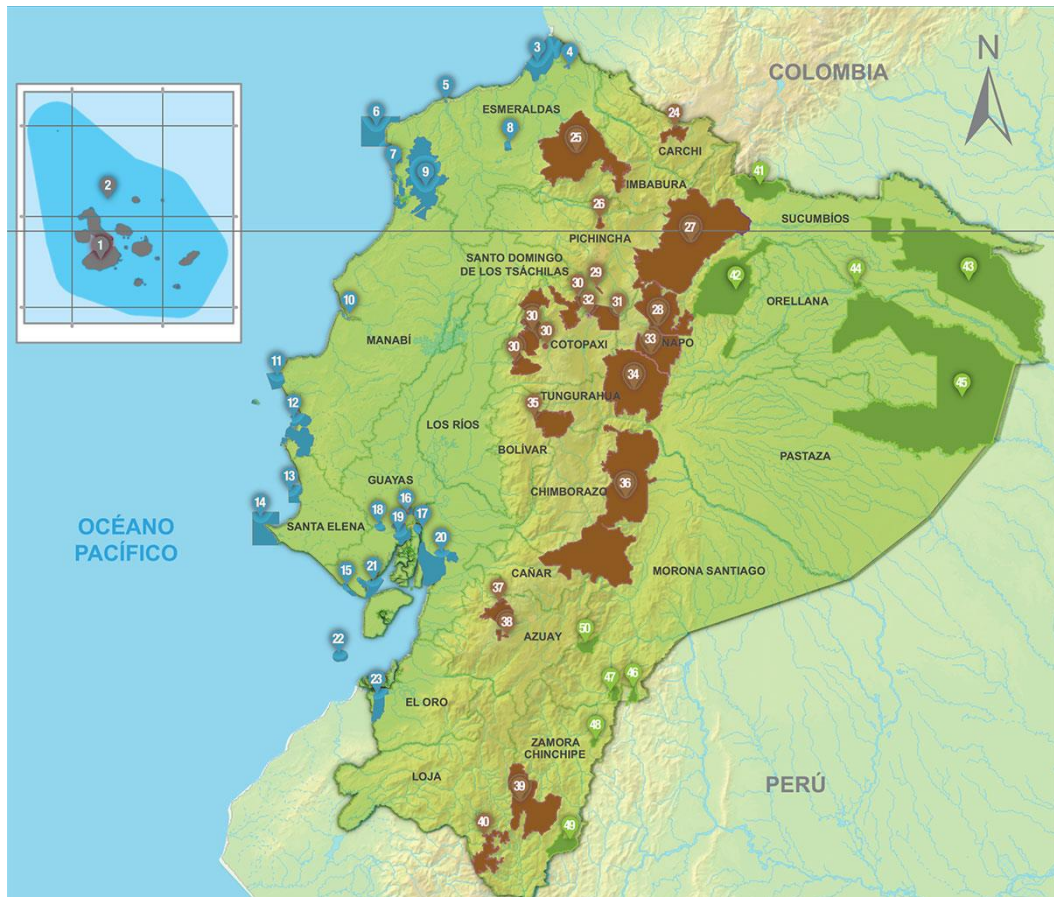 N
COLOMBIA
3
4
5
6
ESMERALDAS
24
7
8
25
CARCHI
9
41
2
IMBABURA
26
SUCUMBÍOS
27
PICHINCHA
1
SANTO DOMINGO
DE LOS TSÁCHILAS
29
30
42
44
43
10
32
31
28
ORELLANA
30
30
MANABÍ
COTOPAXI
33
NAPO
30
11
34
45
12
35
TUNGURAHUA
LOS RÍOS
BOLÍVAR
PASTAZA
13
GUAYAS
CHIMBORAZO
36
14
16
18
19
17
SANTA ELENA
20
OCÉANO
PACÍFICO
15
21
CAÑAR
MORONA SANTIAGO
37
38
AZUAY
50
22
23
47
46
EL ORO
48
ZAMORA
CHINCHIPE
LOJA
39
PERÚ
40
49